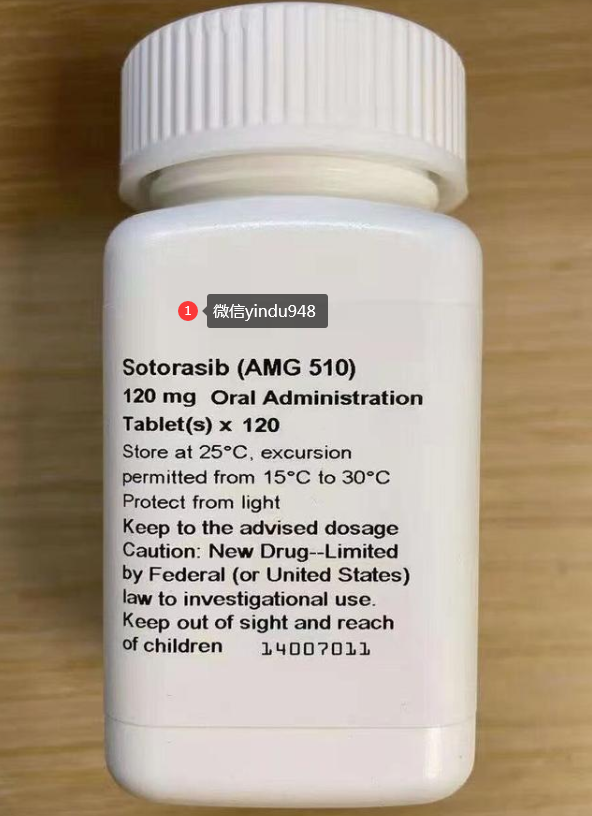 1 微信yindu948
Sotorasib (AMG 510)
120 mg Oral Administration
Tablet(s) x 120
Store at 25°C, excursion
permitted from 15°C to 30°C
Protect from light
Keep to the advised dosage
Caution: New Drug--Limited
by Federal (or United States)
law to investigational use.
Keep out of sight and reach
of children 14007011